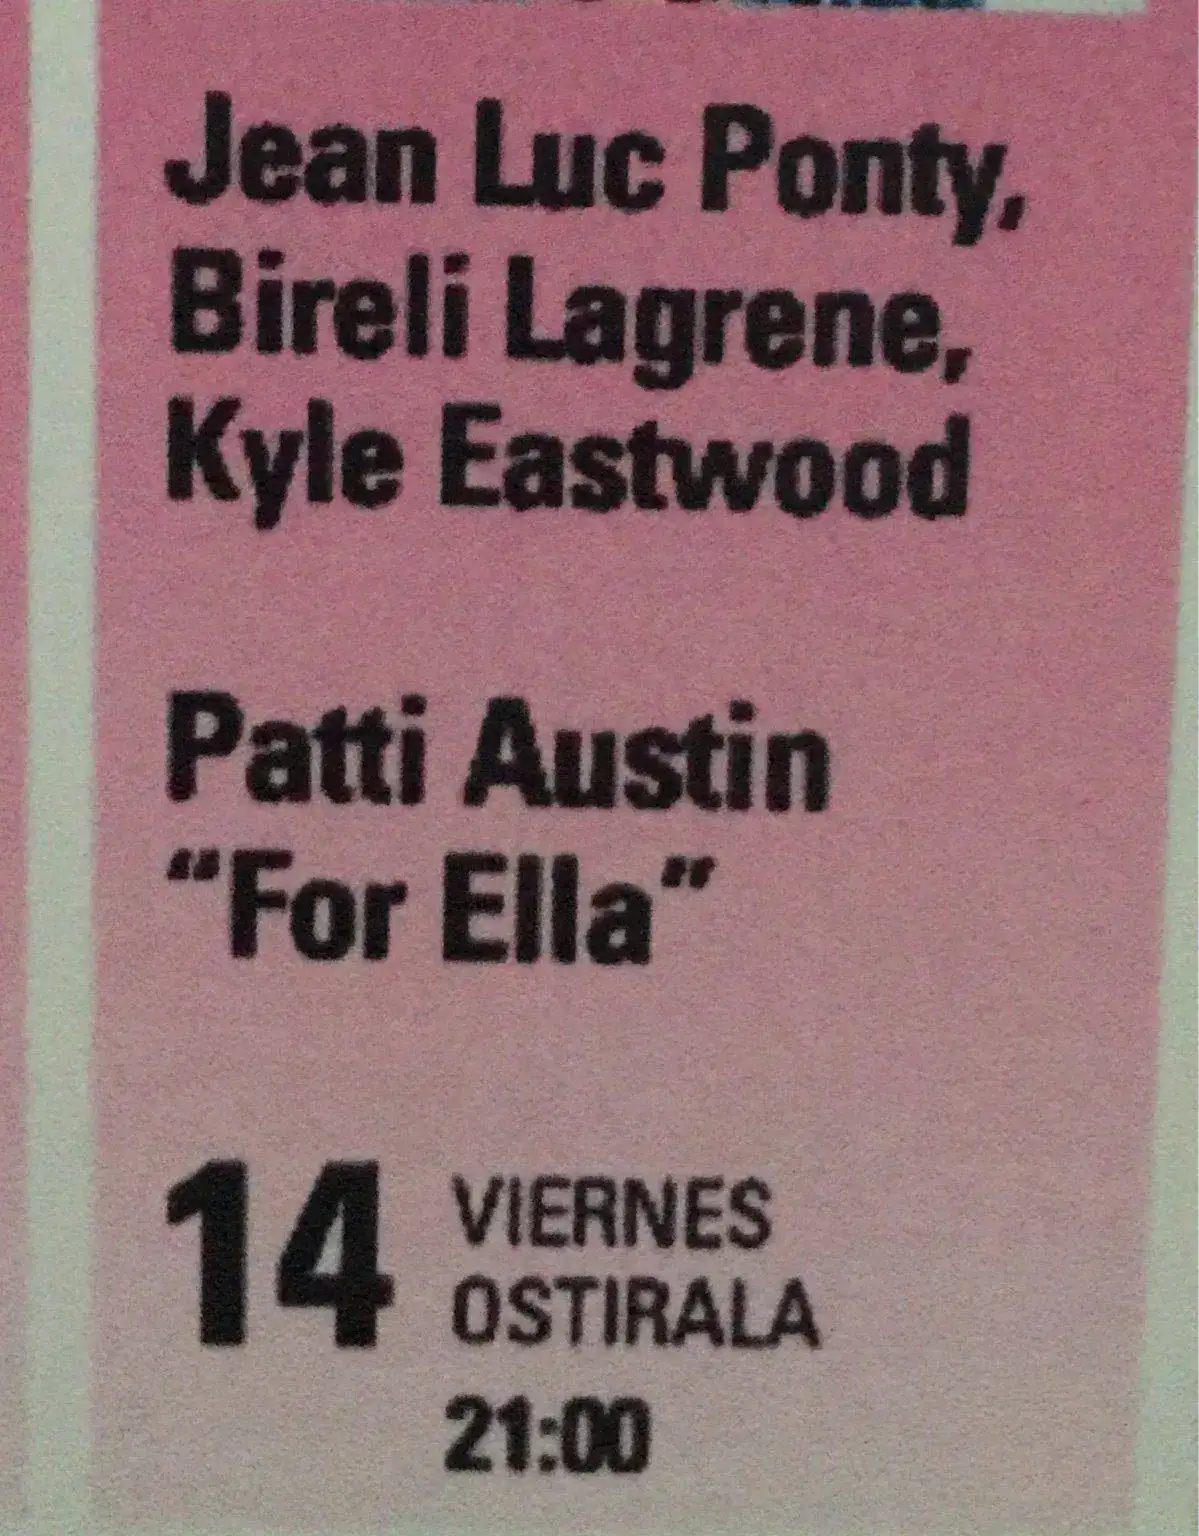 Jean Luc Ponty,
Bireli Lagrene,
Kyle Eastwood
Patti Austin
“For Ella”
14 VIERNES
OSTIRALA
21:00